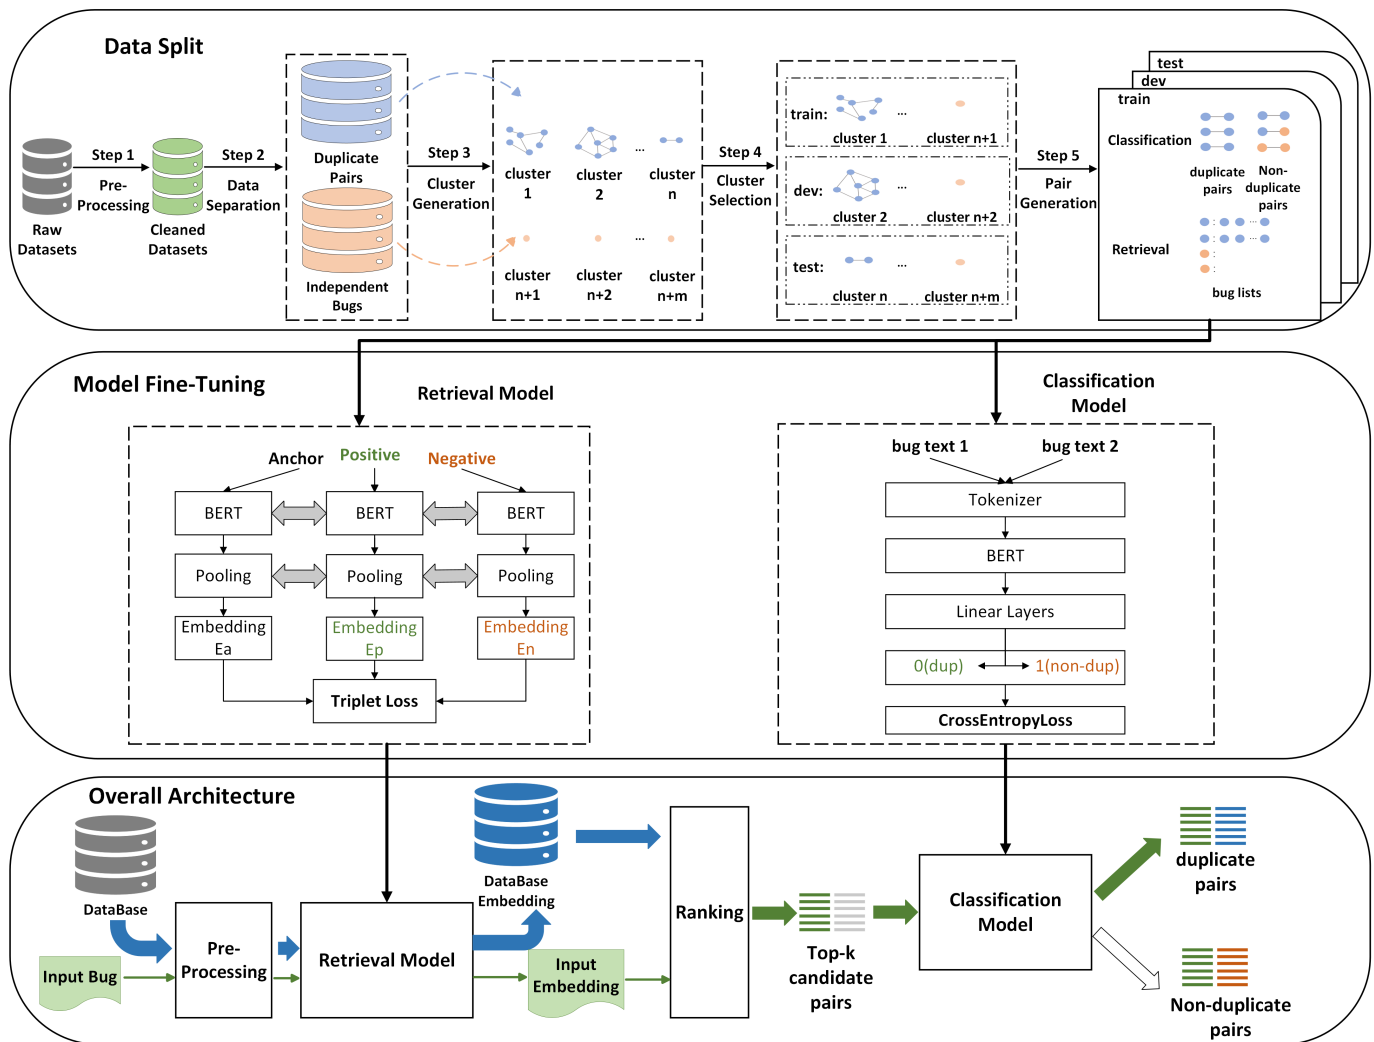 Data Split
Raw
Datasets
Step 1
Pre-
Processing
Cleaned
Datasets
Step 2
Data
Separation
Duplicate
Pairs
Independent
Bugs
Step 3
Cluster
Generation
cluster
1
cluster
2
...
cluster
n
cluster
n+1
cluster
n+2
...
cluster
n+m
Step 4
Cluster
Selection
train:
...
cluster 1
cluster n+1
dev:
...
cluster 2
cluster n+2
test:
...
cluster n
cluster n+m
Step 5
Pair
Generation
test
dev
train
Classification
duplicate
pairs
Non-
duplicate
pairs
Retrieval
: ...
: ...
:
:
bug lists
Model Fine-Tuning
Retrieval Model
Anchor
Positive
Negative
BERT
BERT
BERT
Pooling
Pooling
Pooling
Embedding
Ea
Embedding
Ep
Embedding
En
Triplet Loss
Classification
Model
bug text 1
bug text 2
Tokenizer
BERT
Linear Layers
0(dup)
1(non-dup)
CrossEntropyLoss
Overall Architecture
DataBase
Input Bug
Pre-
Processing
Retrieval Model
DataBase
Embedding
Input
Embedding
Ranking
Top-k
candidate
pairs
Classification
Model
duplicate
pairs
Non-duplicate
pairs